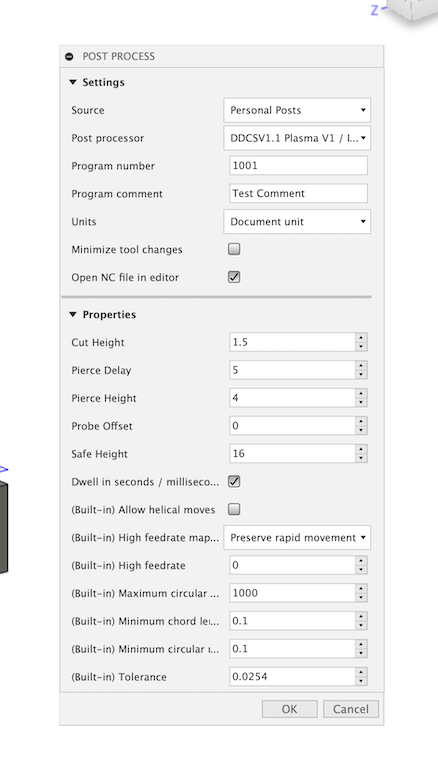 Z
POST PROCESS
Settings
Source Personal Posts
Post processor DDCSV1.1 Plasma V1 / I...
Program number 1001
Program comment Test Comment
Units Document unit
Minimize tool changes
Open NC file in editor
Properties
Cut Height 1.5
Pierce Delay 5
Pierce Height 4
Probe Offset 0
Safe Height 16
Dwell in seconds / milliseco...
(Built-in) Allow helical moves
(Built-in) High feedrate map... Preserve rapid movement
(Built-in) High feedrate 0
(Built-in) Maximum circular ... 1000
(Built-in) Minimum chord le... 0.1
(Built-in) Minimum circular r... 0.1
(Built-in) Tolerance 0.0254
OK Cancel